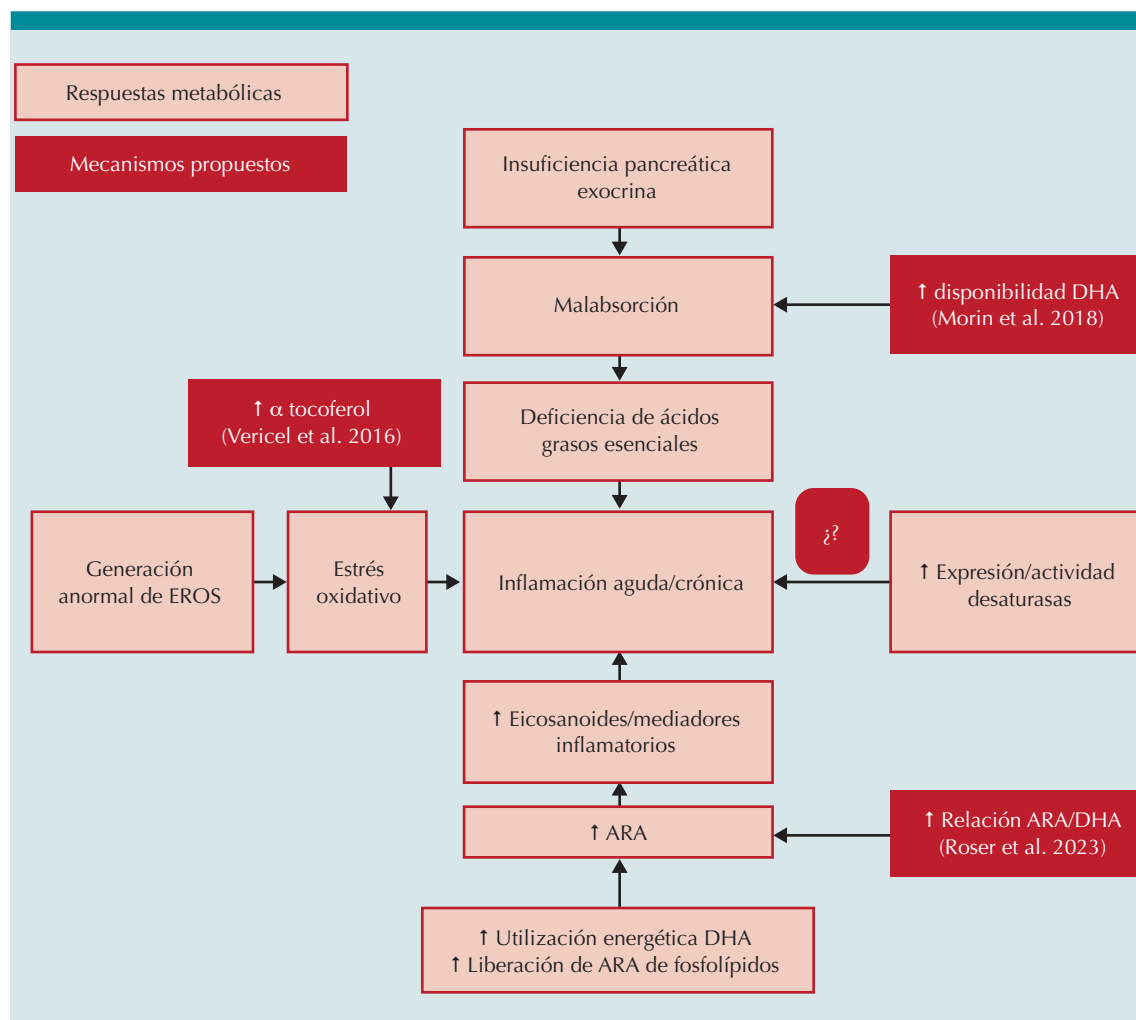 Respuestas metabólicas
Mecanismos propuestos
Insuficiencia pancreática
exocrina
Malabsorción
↑ disponibilidad DHA
(Morin et al. 2018)
↑ α tocoferol
(Vericel et al. 2016)
Deficiencia de ácidos
grasos esenciales
Generación
anormal de EROS
Estrés
oxidativo
Inflamación aguda/crónica
¿?
↑ Expresión/actividad
desaturasas
↑ Eicosanoides/mediadores
inflamatorios
↑ ARA
↑ Relación ARA/DHA
(Roser et al. 2023)
↑ Utilización energética DHA
↑ Liberación de ARA de fosfolípidos